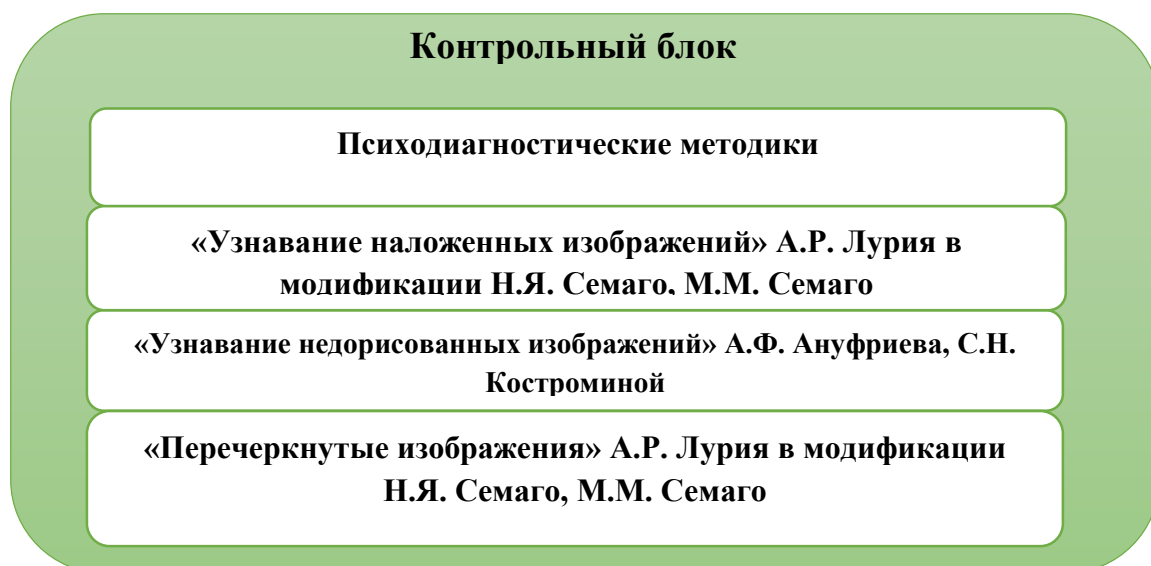 Контрольный блок
Психодиагностические методики
«Узнавание наложенных изображений» А.Р. Лурия в
модификации Н.Я. Семаго, М.М. Семаго
«Узнавание недорисованных изображений» А.Ф. Ануфриева, С.Н.
Костроминой
«Перечеркнутые изображения» А.Р. Лурия в модификации
Н.Я. Семаго, М.М. Семаго